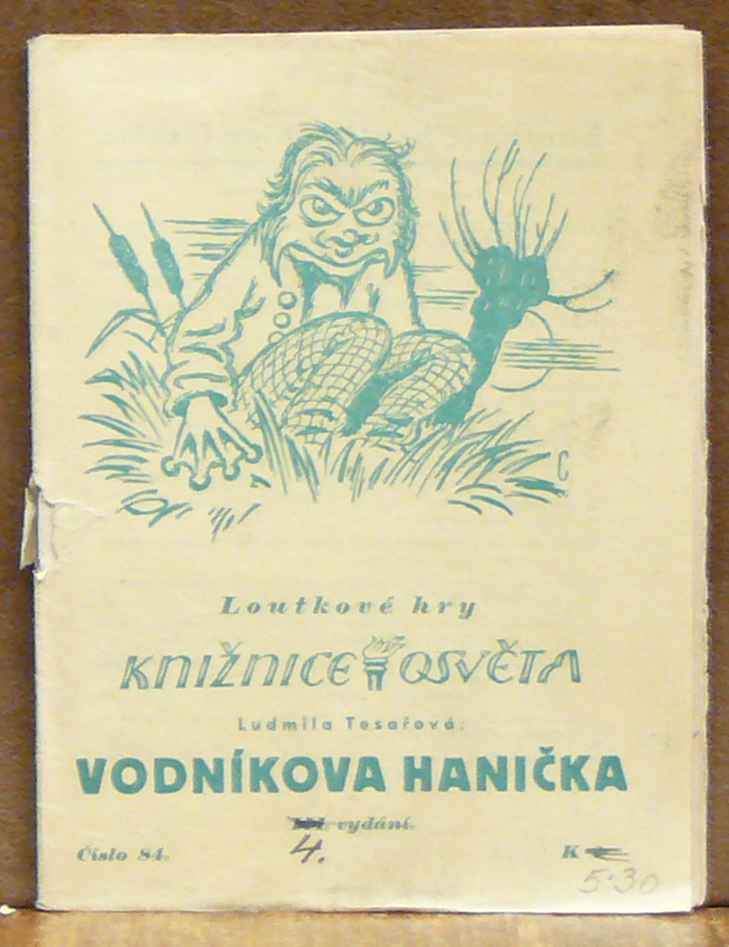 C
Loutkové hry
KNIŽNICE OSVĚTA
Ludmila Tesařová:
VODNÍKOVA HANIČKA
vydání.
4.
Číslo 84.
K
5·30